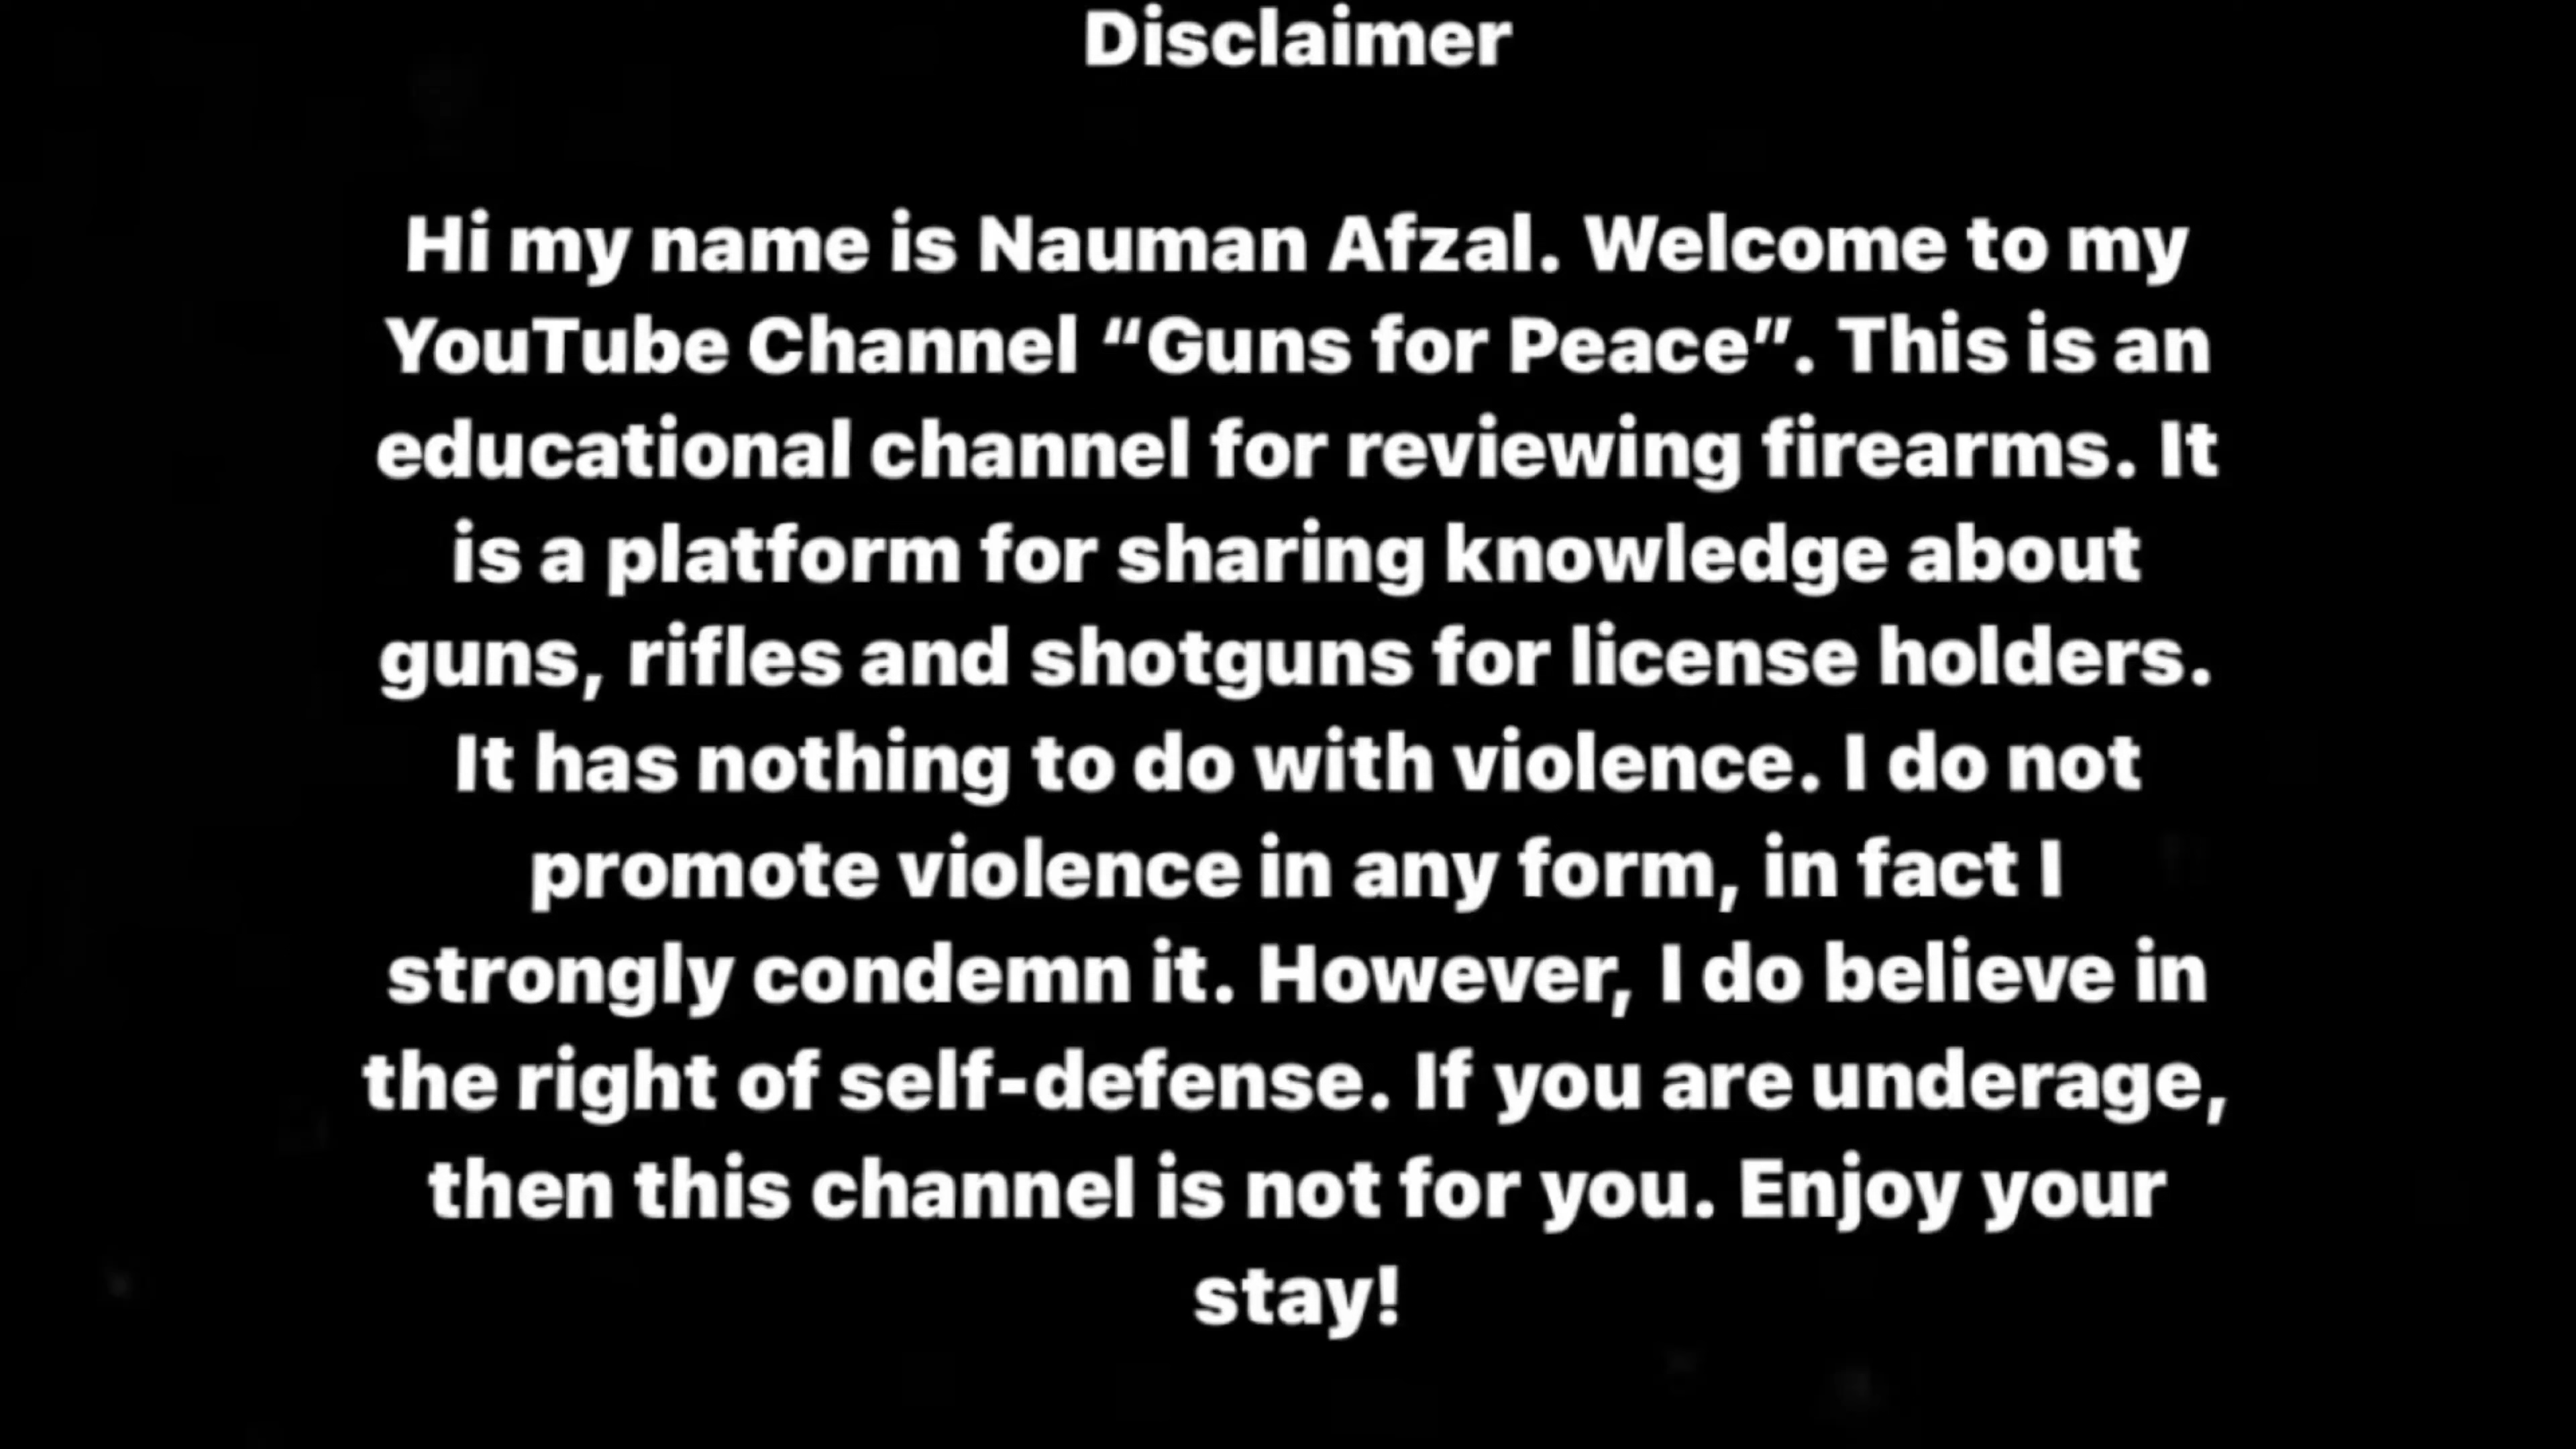 Disclaimer
Hi my name is Nauman Afzal. Welcome to my
YouTube Channel “Guns for Peace”. This is an
educational channel for reviewing firearms. It
is a platform for sharing knowledge about
guns, rifles and shotguns for license holders.
It has nothing to do with violence. I do not
promote violence in any form, in fact I
strongly condemn it. However, I do believe in
the right of self-defense. If you are underage,
then this channel is not for you. Enjoy your
stay!